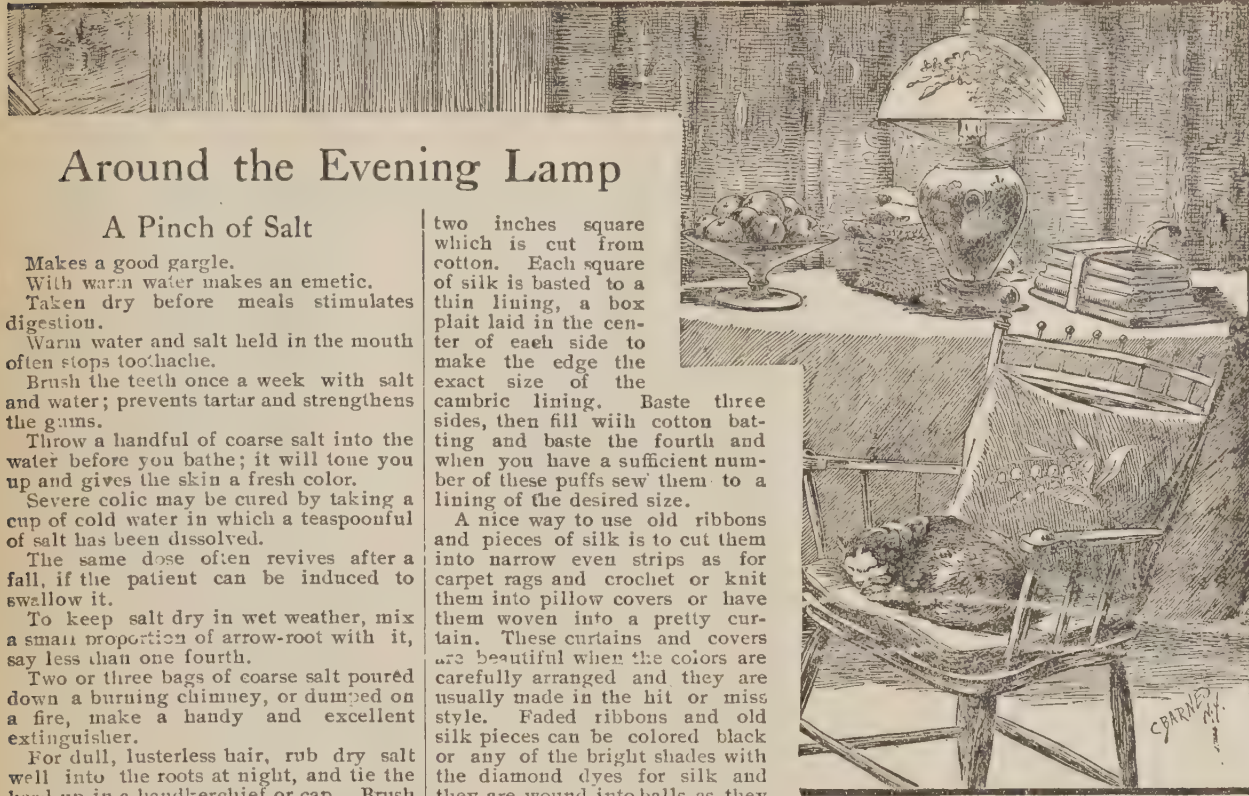 Around the Evening Lamp
A Pinch of Salt
Makes a good gargle.
With warm water makes an emetic.
Taken dry before meals stimulates
digestion.
Warm water and salt held in the mouth
often stops toothache.
Brush the teeth once a week with salt
and water; prevents tartar and strengthens
the gums.
Throw a handful of coarse salt into the
water before you bathe; it will tone you
up and gives the skin a fresh color.
Severe colic may be cured by taking a
cup of cold water in which a teaspoonful
of salt has been dissolved.
The same dose often revives after a
fall, if the patient can be induced to
swallow it.
To keep salt dry in wet weather, mix
a small proportion of arrow-root with it,
say less than one fourth.
Two or three bags of coarse salt poured
down a burning chimney, or dumped on
a fire, make a handy and excellent
extinguisher.
For dull, lusterless hair, rub dry salt
well into the roots at night, and tie the
head up in a handkerchief or cap. Brush
two inches square
which is cut from
cotton. Each square
of silk is basted to a
thin lining, a box
plait laid in the cen-
ter of each side to
make the edge the
exact size of the
cambric lining. Baste three
sides, then fill with cotton bat-
ting and baste the fourth and
when you have a sufficient num-
ber of these puffs sew them to a
lining of the desired size.
A nice way to use old ribbons
and pieces of silk is to cut them
into narrow even strips as for
carpet rags and crochet or knit
them into pillow covers or have
them woven into a pretty cur-
tain. These curtains and covers
are beautiful when the colors are
carefully arranged and they are
usually made in the hit or miss
style. Faded ribbons and old
silk pieces can be colored black
or any of the bright shades with
the diamond dyes for silk and
they are wound into balls as they
C BARNES
N.Y.